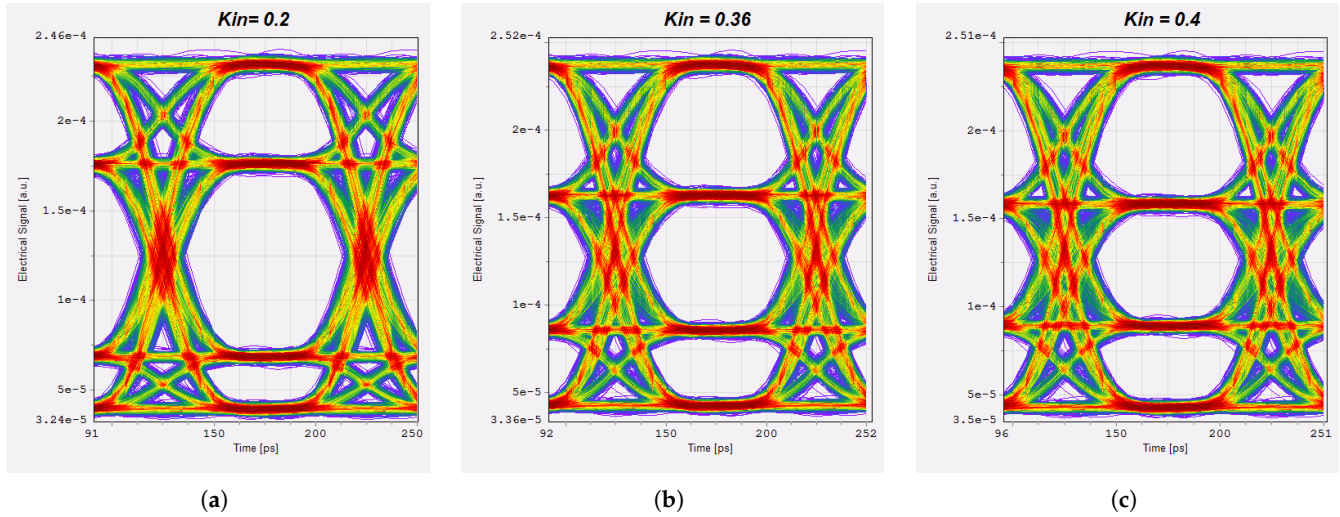 Kin= 0.2
2.46e-4
2e-4
1.5e-4
1e-4
5e-5
3.24e-5
Electrical Signal [a.u.]
91 150 200 250
Time [ps]
(a)
Kin = 0.36
2.52e-4
2e-4
1.5e-4
1e-4
5e-5
3.36e-5
Electrical Signal [a.u.]
92 150 200 252
Time [ps]
(b)
Kin = 0.4
2.51e-4
2e-4
1.5e-4
1e-4
5e-5
3.5e-5
Electrical Signal [a.u.]
96 150 200 251
Time [ps]
(c)